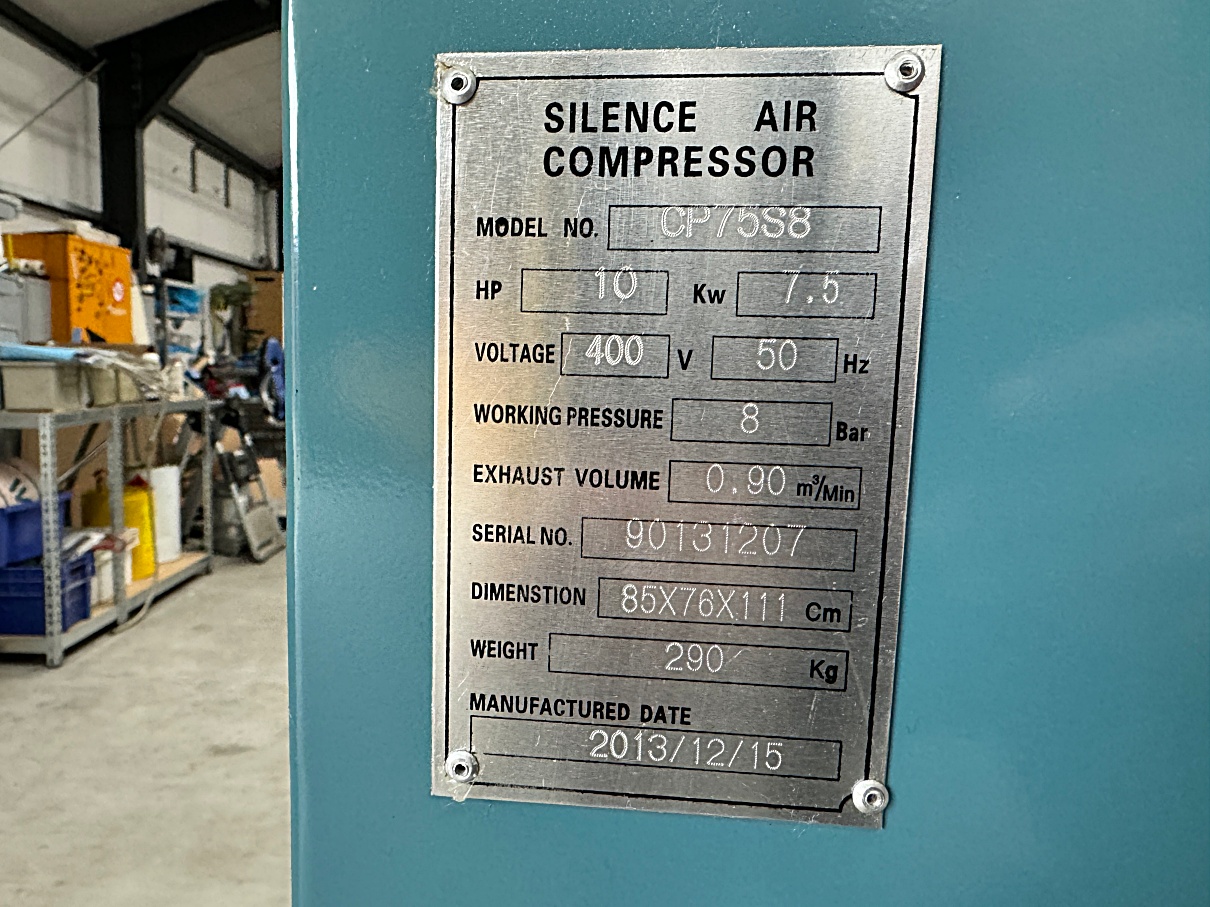 SILENCE AIR
COMPRESSOR
MODEL NO. CP75S8
HP 10 Kw 7.5
VOLTAGE 400 V 50 Hz
WORKING PRESSURE 8 Bar
EXHAUST VOLUME 0.90 m³/Min
SERIAL NO. 90131207
DIMENSTION 85X76X111 Cm
WEIGHT 290 Kg
MANUFACTURED DATE
2013/12/15